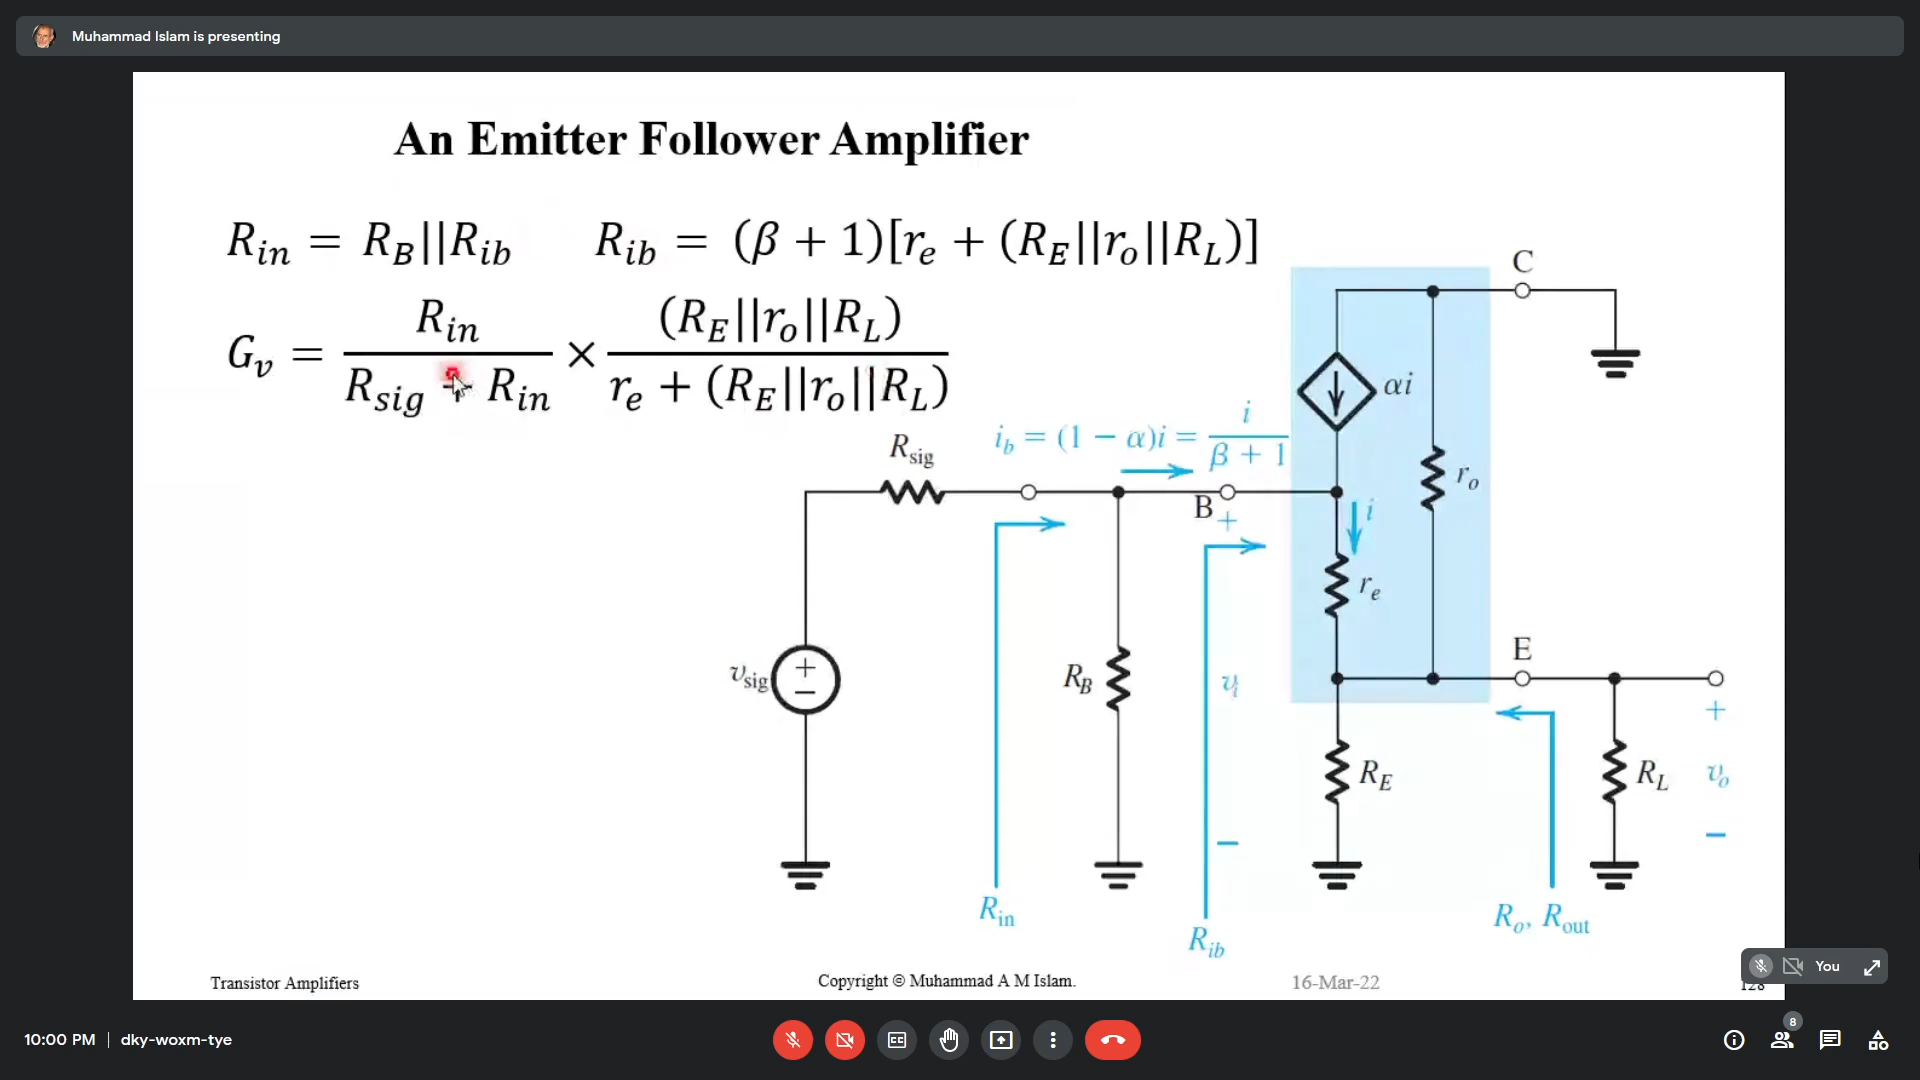 Muhammad Islam is presenting
An Emitter Follower Amplifier
R_in = R_B||R_ib R_ib = (β + 1)[r_e + (R_E||r_o||R_L)]
G_v = R_in / (R_sig + R_in) × (R_E||r_o||R_L) / (r_e + (R_E||r_o||R_L))
C
αi
R_sig
i_b = (1 − α)i = i / (β + 1)
r_o
B
+
i
r_e
E
v_sig
+
−
R_B
v_i
+
R_E
R_L
v_o
−
−
R_in
R_ib
R_o, R_out
Transistor Amplifiers
Copyright © Muhammad A M Islam.
16-Mar-22
128
You
10:00 PM | dky-woxm-tye
8